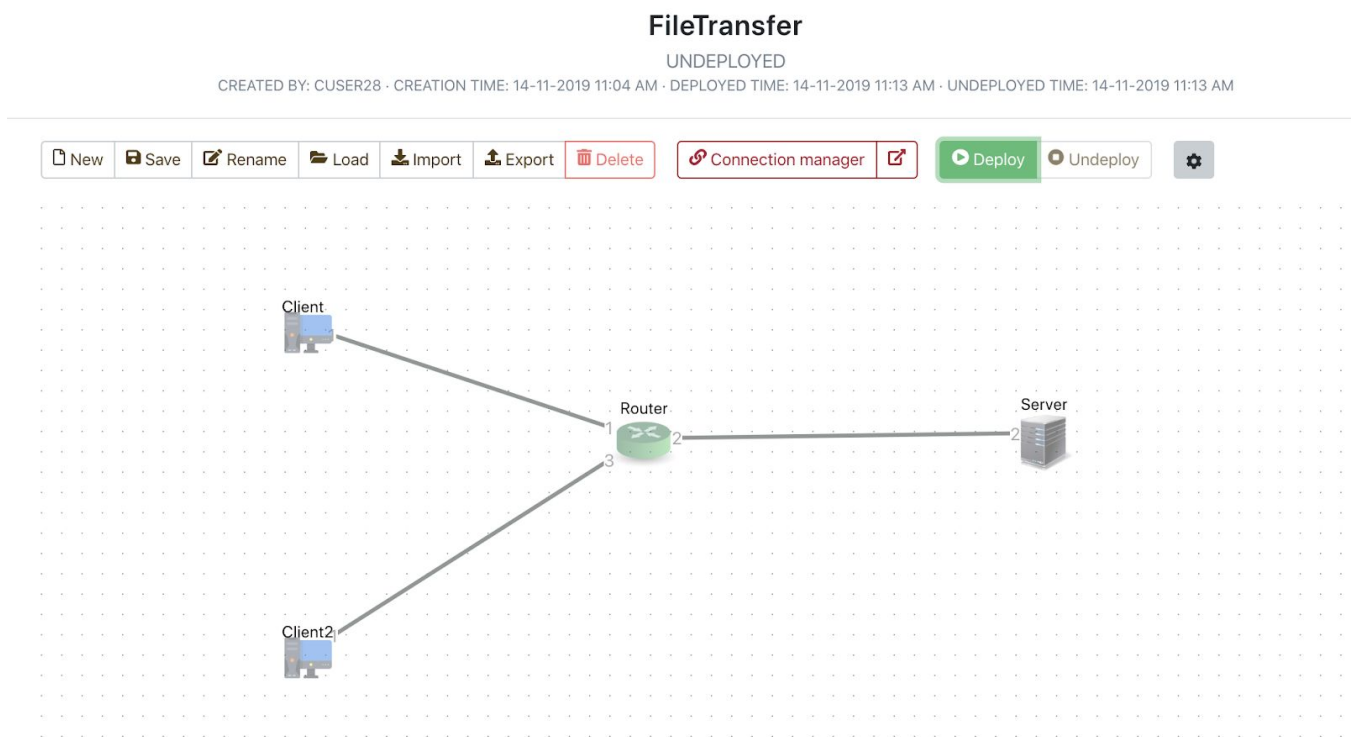 FileTransfer
UNDEPLOYED
CREATED BY: CUSER28 · CREATION TIME: 14-11-2019 11:04 AM · DEPLOYED TIME: 14-11-2019 11:13 AM · UNDEPLOYED TIME: 14-11-2019 11:13 AM
New Save Rename Load Import Export Delete Connection manager Deploy Undeploy
Client
Router
Server
1
2
2
3
Client2